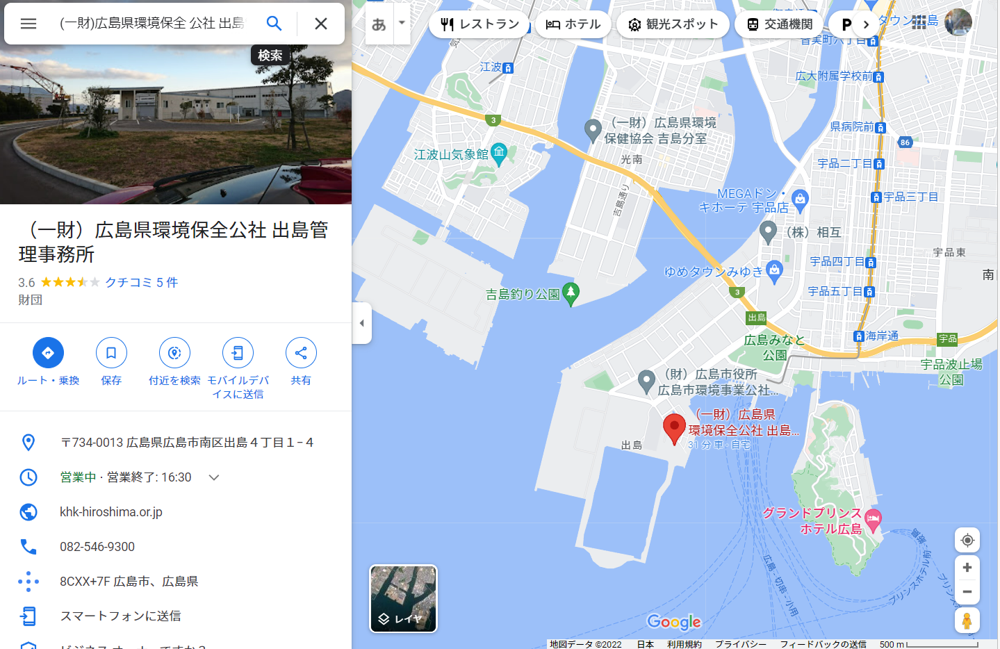 (一財)広島県環境保全 公社 出島
検索
（一財）広島県環境保全公社 出島管
理事務所
3.6 クチコミ 5 件
財団
ルート・乗換
保存
付近を検索
モバイルデバ
イスに送信
共有
〒734-0013 広島県広島市南区出島４丁目１−４
営業中 · 営業終了: 16:30
khk-hiroshima.or.jp
082-546-9300
8CXX+7F 広島市、広島県
スマートフォンに送信
ビジネス オーナーですか？
あ
レストラン
ホテル
観光スポット
交通機関
P
タウン広島
皆実町六丁目
江波
広大附属学校前
3
（一財）広島県環境
保健協会 吉島分室
県病院前
86
江波山気象館
光南
宇品二丁目
吉島通り
MEGAドン・
キホーテ 宇品店
宇品三丁目
（株）相互
宇品東
ゆめタウンみゆき
宇品四丁目
南
吉島釣り公園
3
宇品五丁目
出島
海岸通
宇品
広島みなと
公園
宇品波止場
公園
（財）広島市役所
広島市環境事業公社...
（一財）広島県
環境保全公社 出島...
31 分 車 - 自宅
出島
グランドプリンス
ホテル広島
プリンスホテル前
広島 - 切串 - 小用
レイヤ
Google
地図データ ©2022
日本
利用規約
プライバシー
フィードバックの送信
500 m